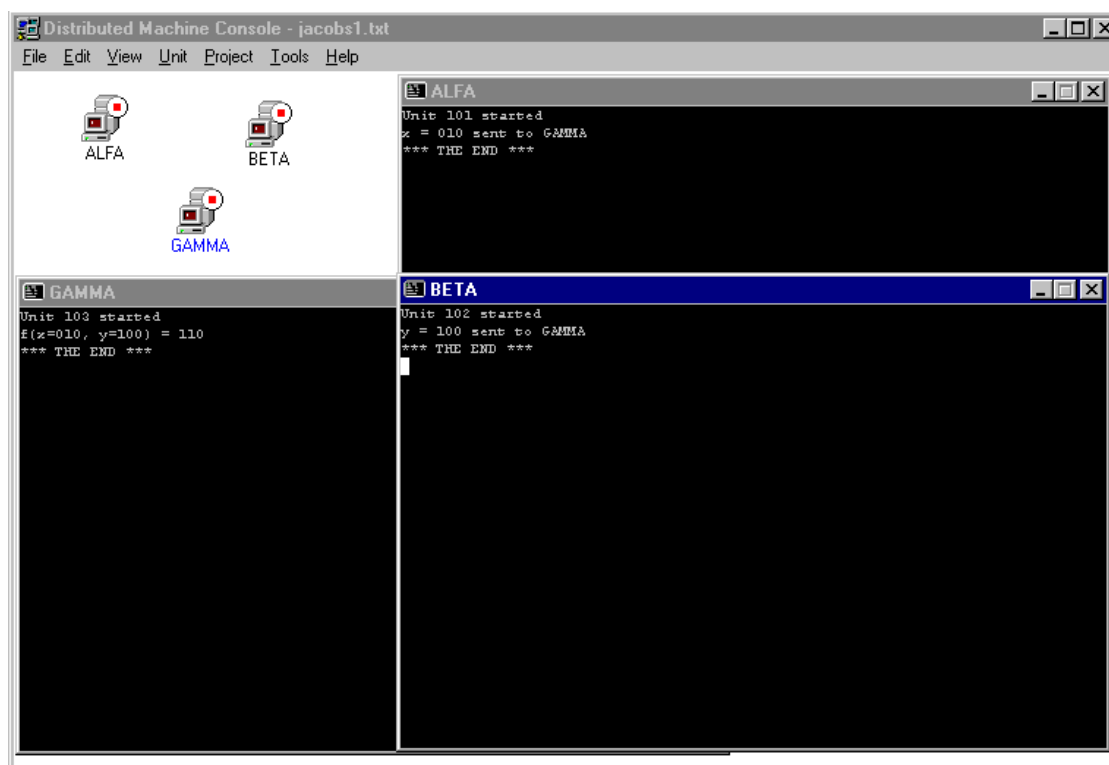 Distributed Machine Console - jacobs1.txt
File Edit View Unit Project Tools Help
ALFA
BETA
GAMMA
ALFA
Unit 101 started
x = 010 sent to GAMMA
*** THE END ***
GAMMA
Unit 103 started
f(x=010, y=100) = 110
*** THE END ***
BETA
Unit 102 started
y = 100 sent to GAMMA
*** THE END ***